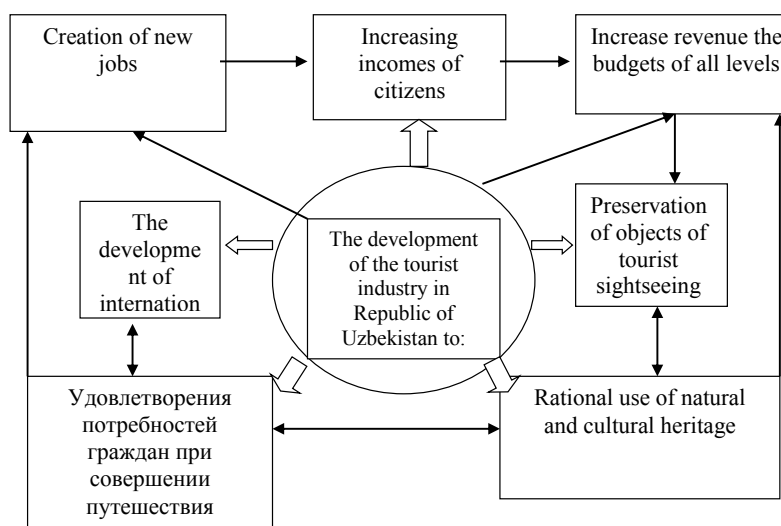 Creation of new
jobs
Increasing
incomes of
citizens
Increase revenue the
budgets of all levels
The
developme
nt of
internation
The development
of the tourist
industry in
Republic of
Uzbekistan to:
Preservation
of objects of
tourist
sightseeing
Удовлетворения
потребностей
граждан при
совершении
путешествия
Rational use of natural
and cultural heritage